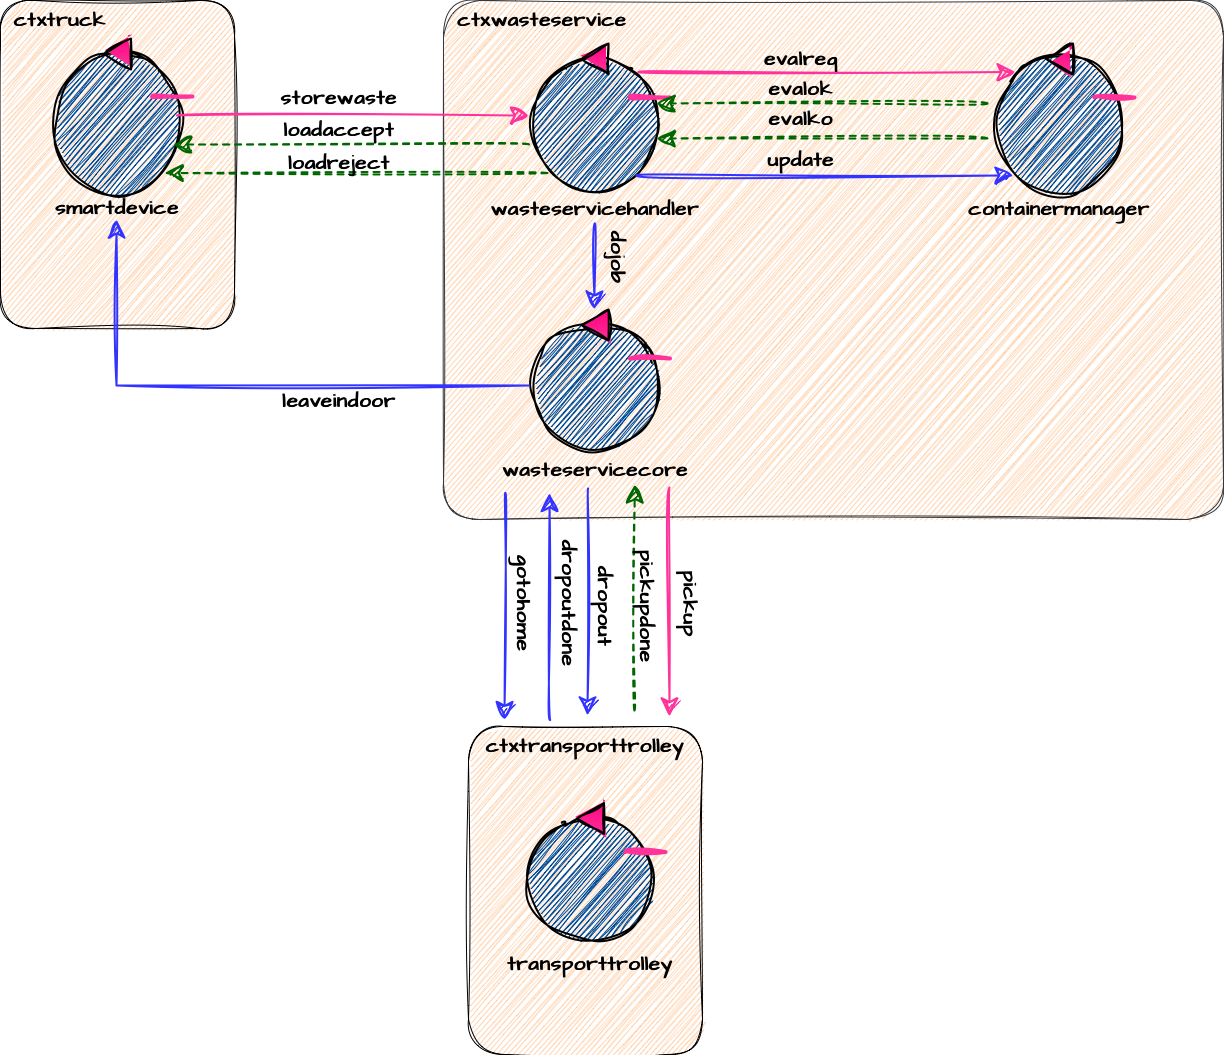 ctxtruck
ctxwasteservice
storewaste
loadaccept
loadreject
smartdevice
evalreq
evalok
evalko
update
wasteservicehandler
containermanager
dojob
leaveindoor
wasteservicecore
gotohome
dropoutdone
dropout
pickupdone
pickup
ctxtransporttrolley
transporttrolley